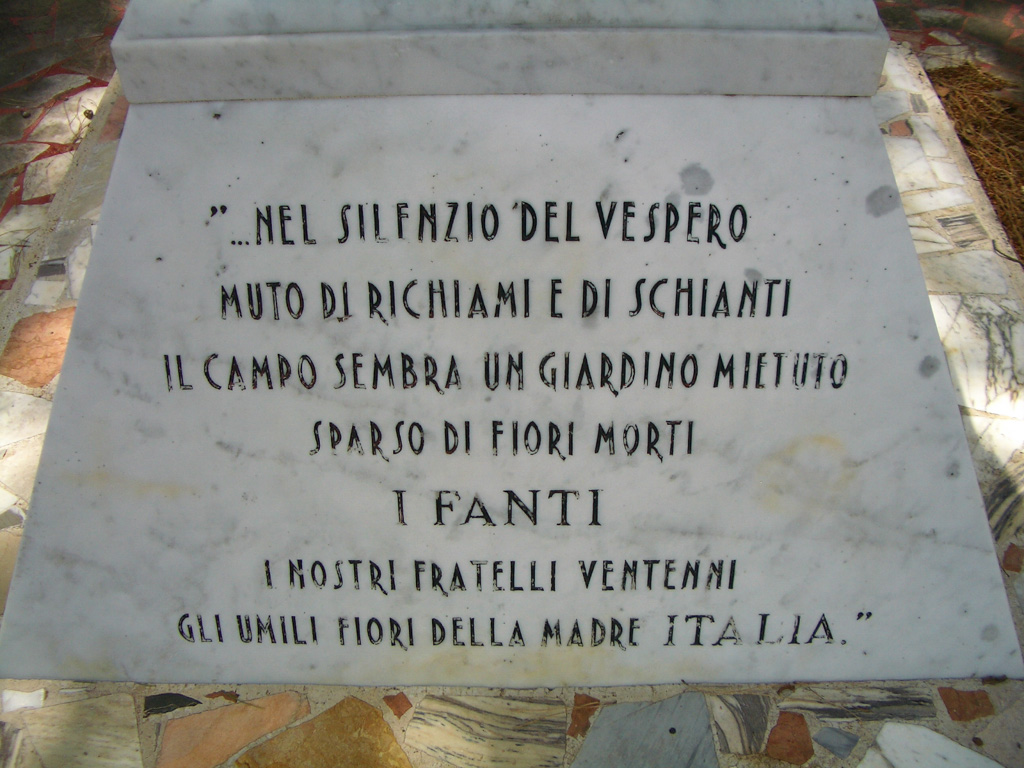 "...NEL SILENZIO DEL VESPERO
MUTO DI RICHIAMI E DI SCHIANTI
IL CAMPO SEMBRA UN GIARDINO MIETUTO
SPARSO DI FIORI MORTI
I FANTI
I NOSTRI FRATELLI VENTENNI
GLI UMILI FIORI DELLA MADRE ITALIA."